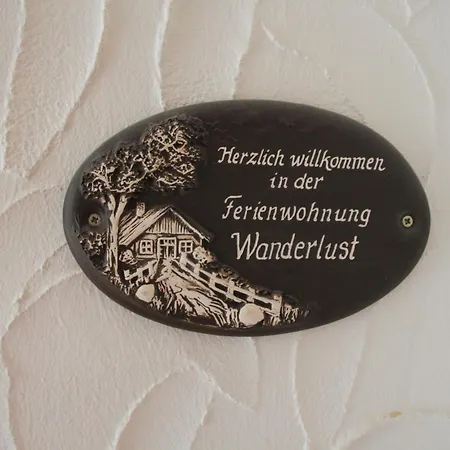 Herzlich willkommen
in der
Ferienwohnung
Wanderlust